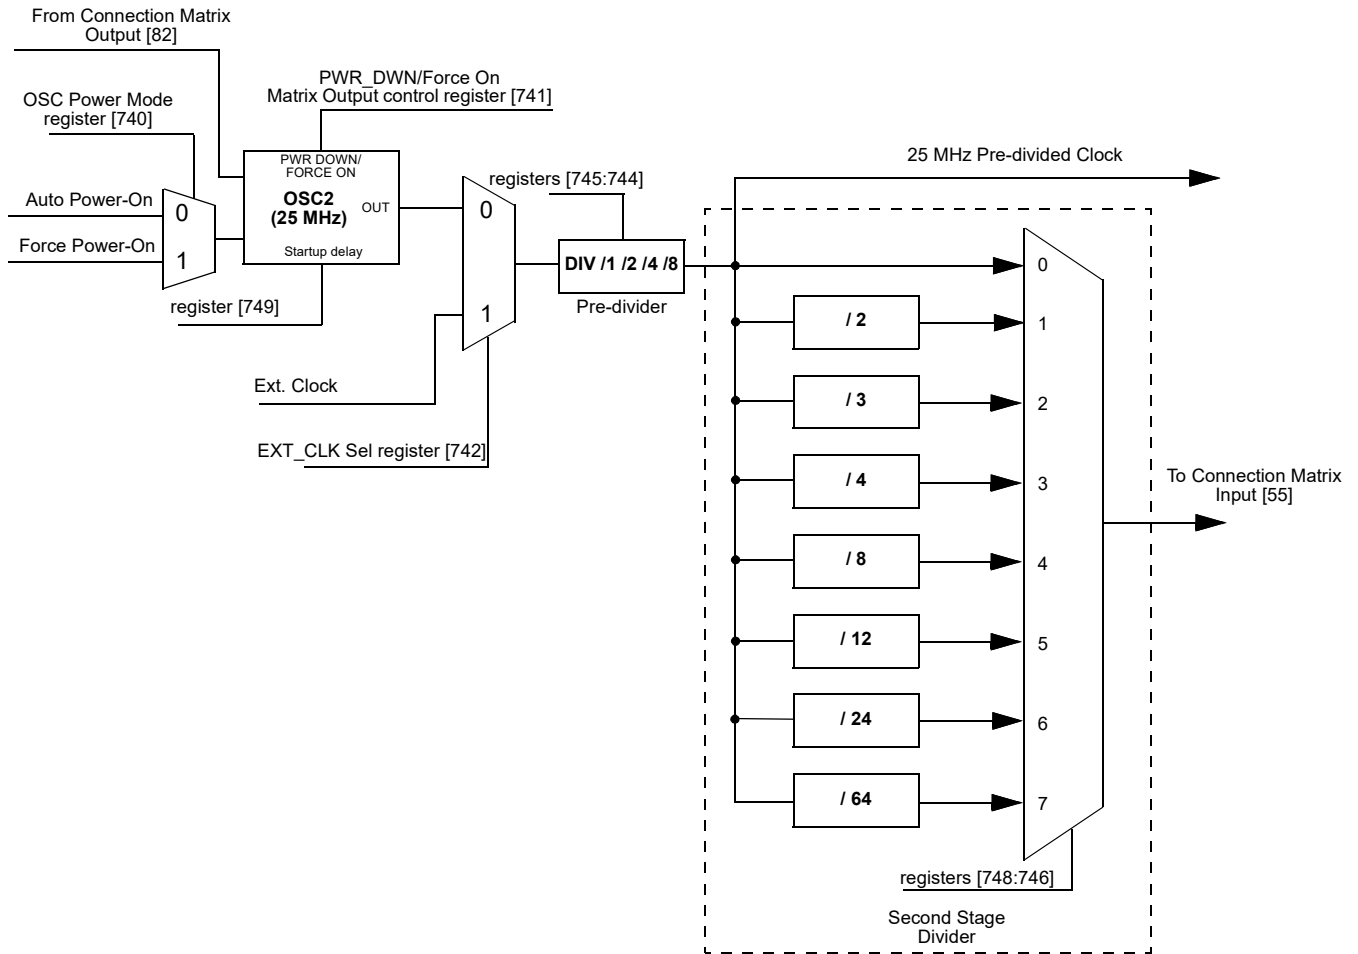 From Connection Matrix
Output [82]
PWR_DWN/Force On
Matrix Output control register [741]
OSC Power Mode
register [740]
Auto Power-On
Force Power-On
0
1
PWR DOWN/
FORCE ON
OSC2
(25 MHz)
OUT
Startup delay
register [749]
0
1
Ext. Clock
EXT_CLK Sel register [742]
registers [745:744]
DIV /1 /2 /4 /8
Pre-divider
25 MHz Pre-divided Clock
0
/ 2
1
/ 3
2
/ 4
3
/ 8
4
/ 12
5
/ 24
6
/ 64
7
To Connection Matrix
Input [55]
registers [748:746]
Second Stage
Divider